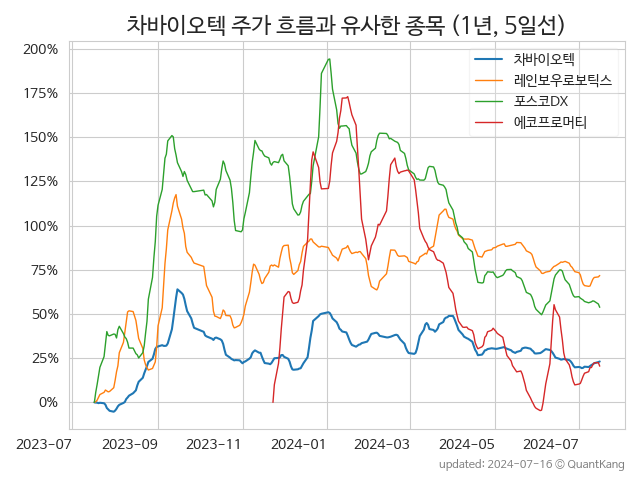 차바이오텍 주가 흐름과 유사한 종목 (1년, 5일선)
차바이오텍
레인보우로보틱스
포스코DX
에코프로머티
200%
175%
150%
125%
100%
75%
50%
25%
0%
2023-07 2023-09 2023-11 2024-01 2024-03 2024-05 2024-07
updated: 2024-07-16 © QuantKang